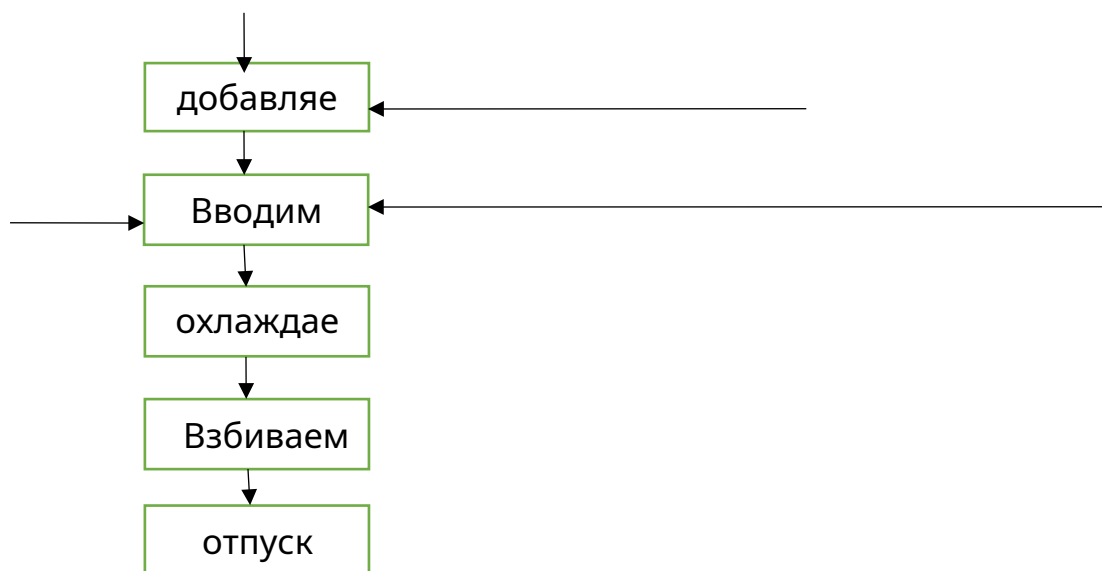 добавляе
Вводим
охлаждае
Взбиваем
отпуск